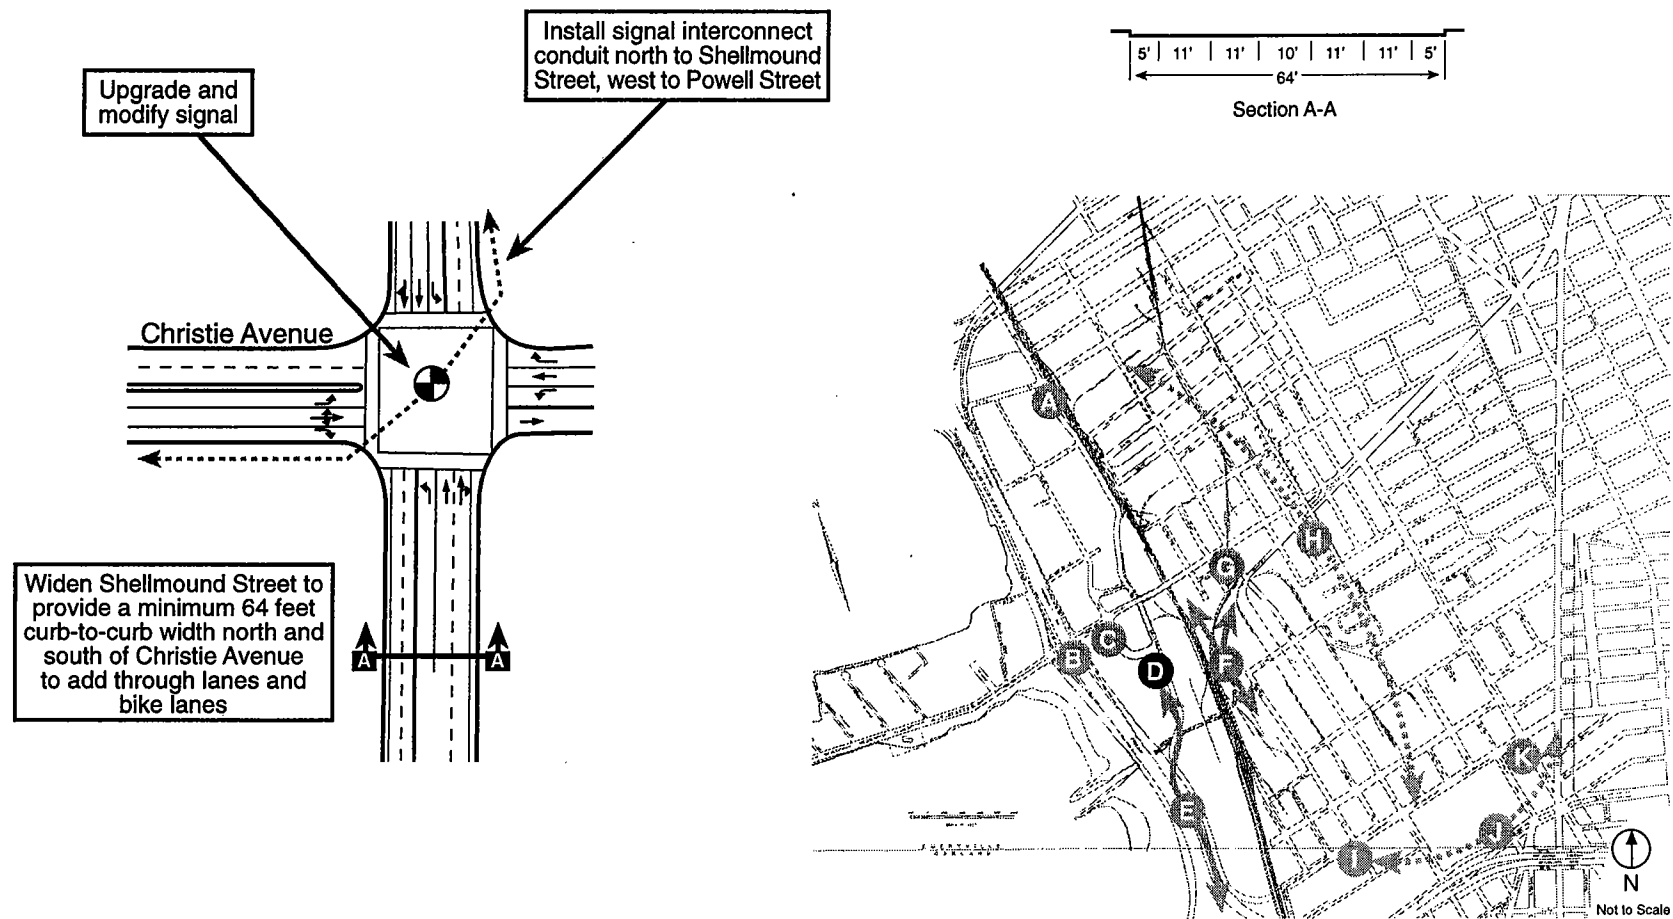 Install signal interconnect
conduit north to Shellmound
Street, west to Powell Street
Upgrade and
modify signal
5' 11' 11' 10' 11' 11' 5'
64'
Section A-A
Christie Avenue
Widen Shellmound Street to
provide a minimum 64 feet
curb-to-curb width north and
south of Christie Avenue
to add through lanes and
bike lanes
A A
A
B
C
D
E
F
G
H
I
J
K
EMERYVILLE
OAKLAND
N
Not to Scale